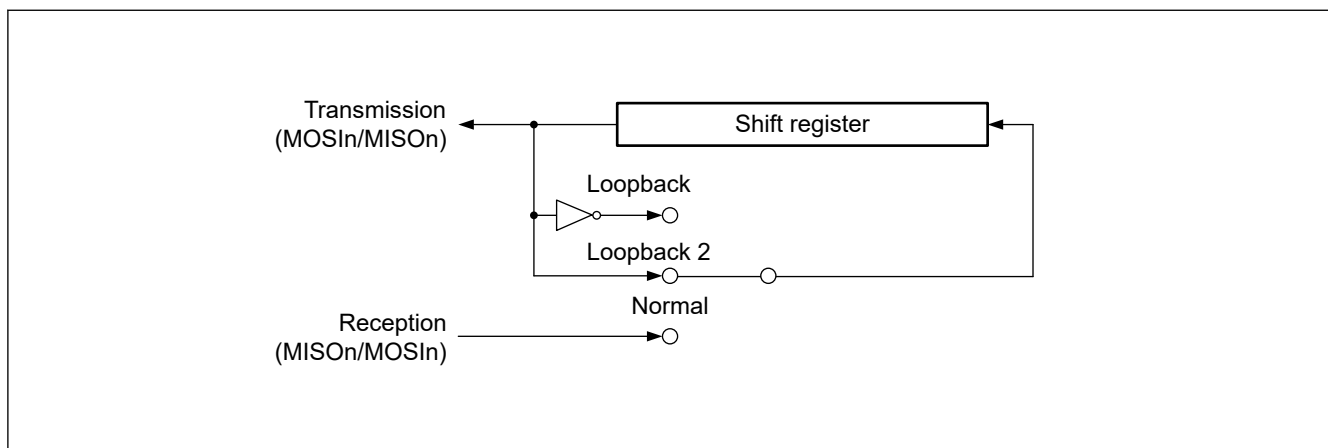 Transmission
(MOSIn/MISOn)
Shift register
Loopback
Loopback 2
Normal
Reception
(MISOn/MOSIn)